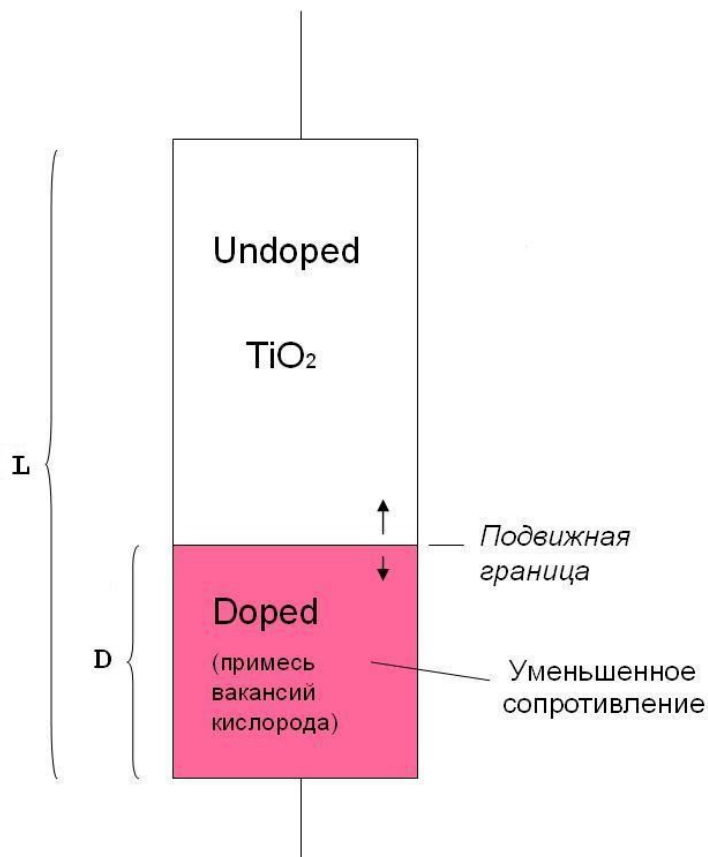 Undoped
TiO₂
L
Подвижная
граница
Doped
D
(примесь
вакансий
кислорода)
Уменьшенное
сопротивление